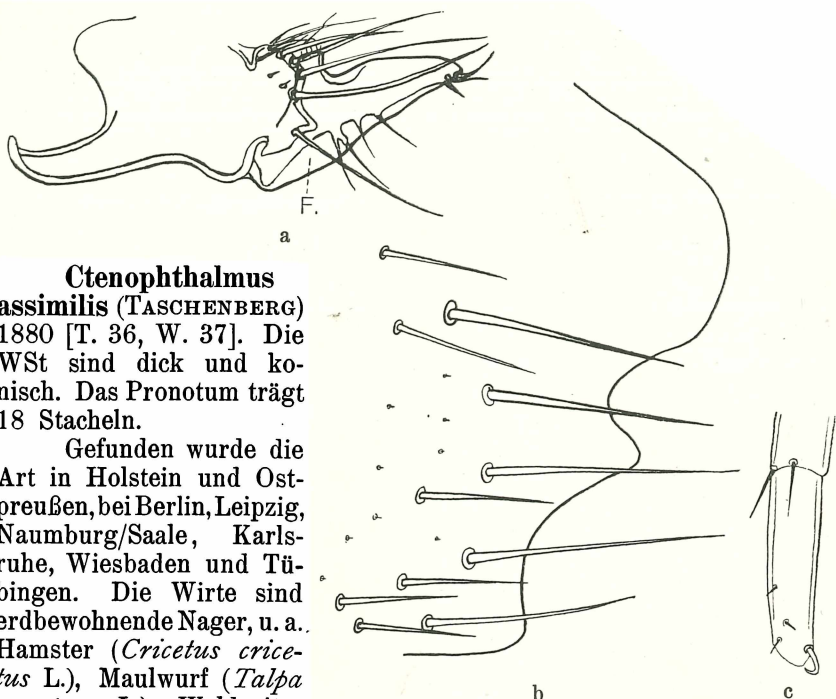 F.
a
Ctenophthalmus
assimilis (TASCHENBERG)
1880 [T. 36, W. 37]. Die
WSt sind dick und ko-
nisch. Das Pronotum trägt
18 Stacheln.
Gefunden wurde die
Art in Holstein und Ost-
preußen, bei Berlin, Leipzig,
Naumburg/Saale, Karls-
ruhe, Wiesbaden und Tü-
bingen. Die Wirte sind
erdbewohnende Nager, u. a.
Hamster (Cricetus crice-
tus L.), Maulwurf (Talpa
b
c